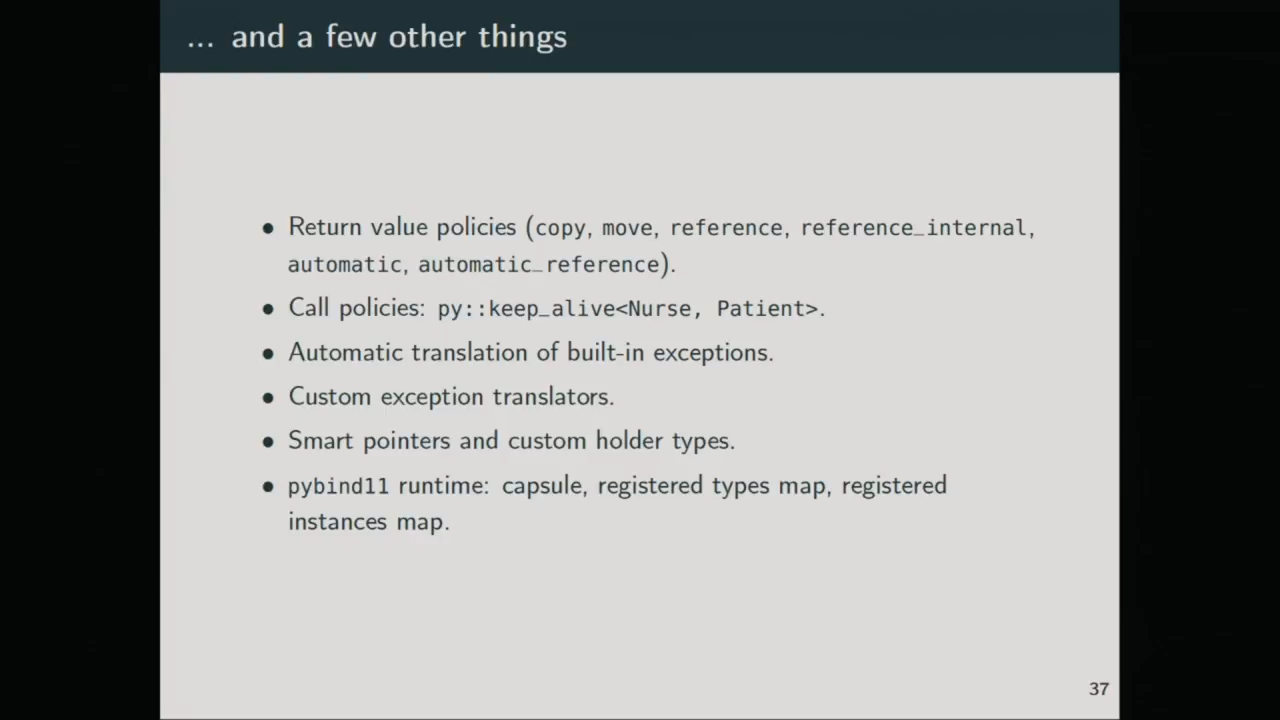 ... and a few other things
• Return value policies (copy, move, reference, reference_internal,
automatic, automatic_reference).
• Call policies: py::keep_alive<Nurse, Patient>.
• Automatic translation of built-in exceptions.
• Custom exception translators.
• Smart pointers and custom holder types.
• pybind11 runtime: capsule, registered types map, registered
instances map.
37